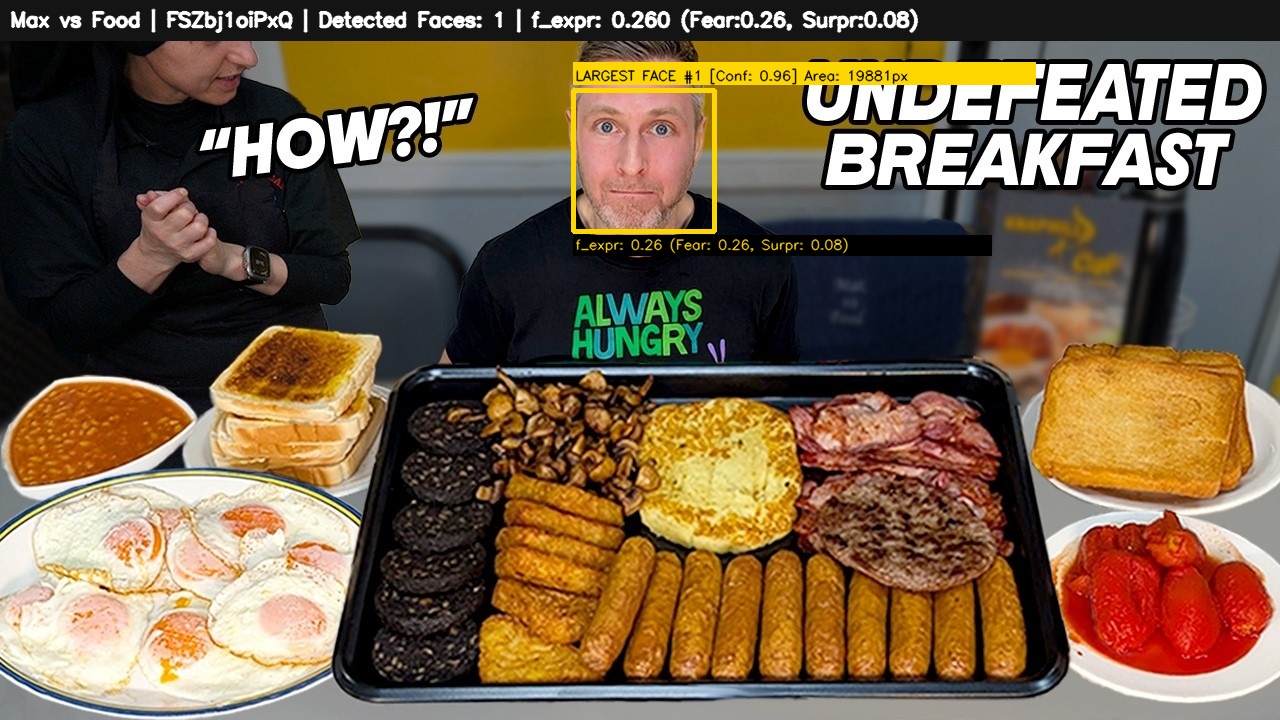 Max vs Food | FSZbj1oiPxQ | Detected Faces: 1 | f_expr: 0.260 (Fear:0.26, Surpr:0.08)
LARGEST FACE #1 [Conf: 0.96] Area: 19881px
"HOW?!"
UNDEFEATED
BREAKFAST
f_expr: 0.26 (Fear: 0.26, Surpr: 0.08)
ALWAYS
HUNGRY